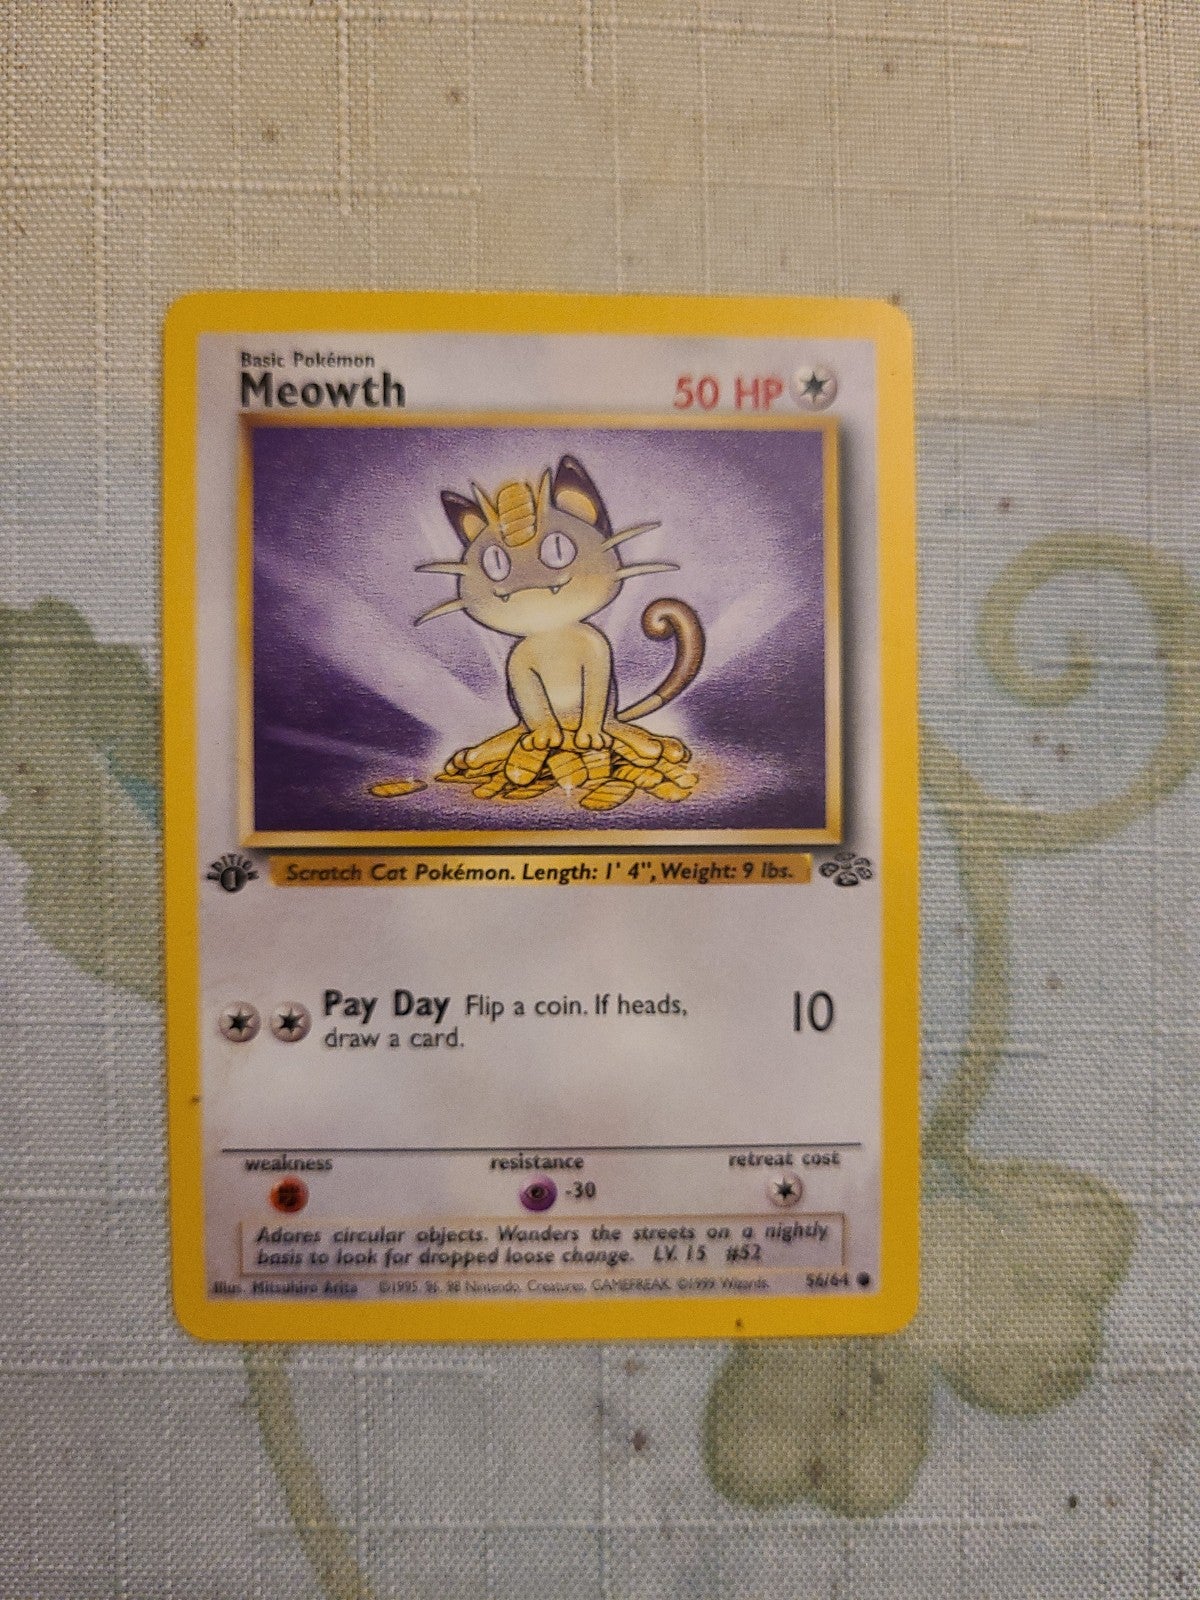 Basic Pokémon
Meowth
50 HP
EDITION
1
Scratch Cat Pokémon. Length: 1' 4", Weight: 9 lbs.
Pay Day Flip a coin. If heads,
draw a card.
10
weakness resistance retreat cost
-30
Adores circular objects. Wanders the streets on a nightly
basis to look for dropped loose change. LV. 15 #52
Illus. Mitsuhiro Arita ©1995, 96, 98 Nintendo, Creatures, GAMEFREAK. ©1999 Wizards. 56/64